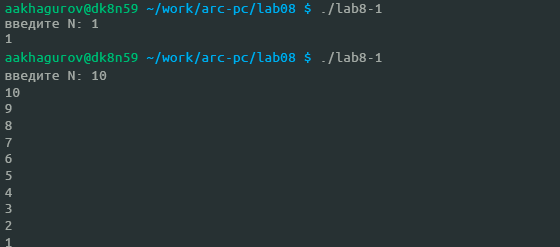 aakhagurov@dk8n59 ~/work/arc-pc/lab08 $ ./lab8-1
введите N: 1
1
aakhagurov@dk8n59 ~/work/arc-pc/lab08 $ ./lab8-1
введите N: 10
10
9
8
7
6
5
4
3
2
1